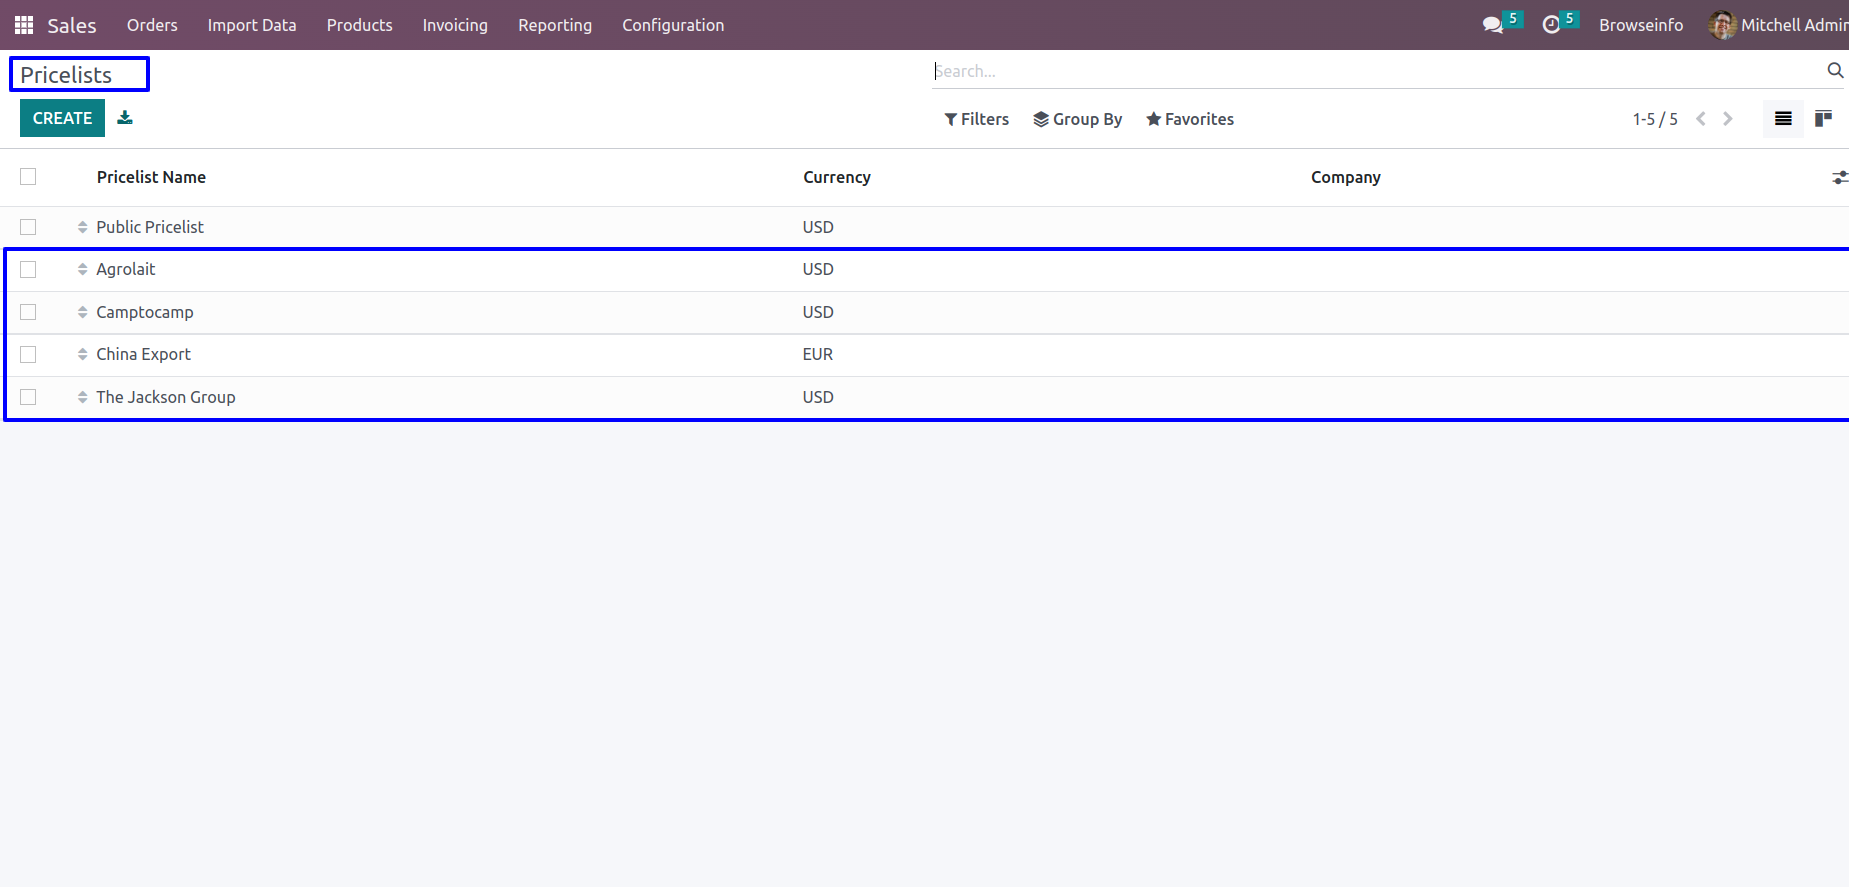 Sales Orders Import Data Products Invoicing Reporting Configuration 5 5 Browseinfo Mitchell Admin
Pricelists Search...
CREATE Filters Group By Favorites 1-5 / 5
Pricelist Name Currency Company
Public Pricelist USD
Agrolait USD
Camptocamp USD
China Export EUR
The Jackson Group USD